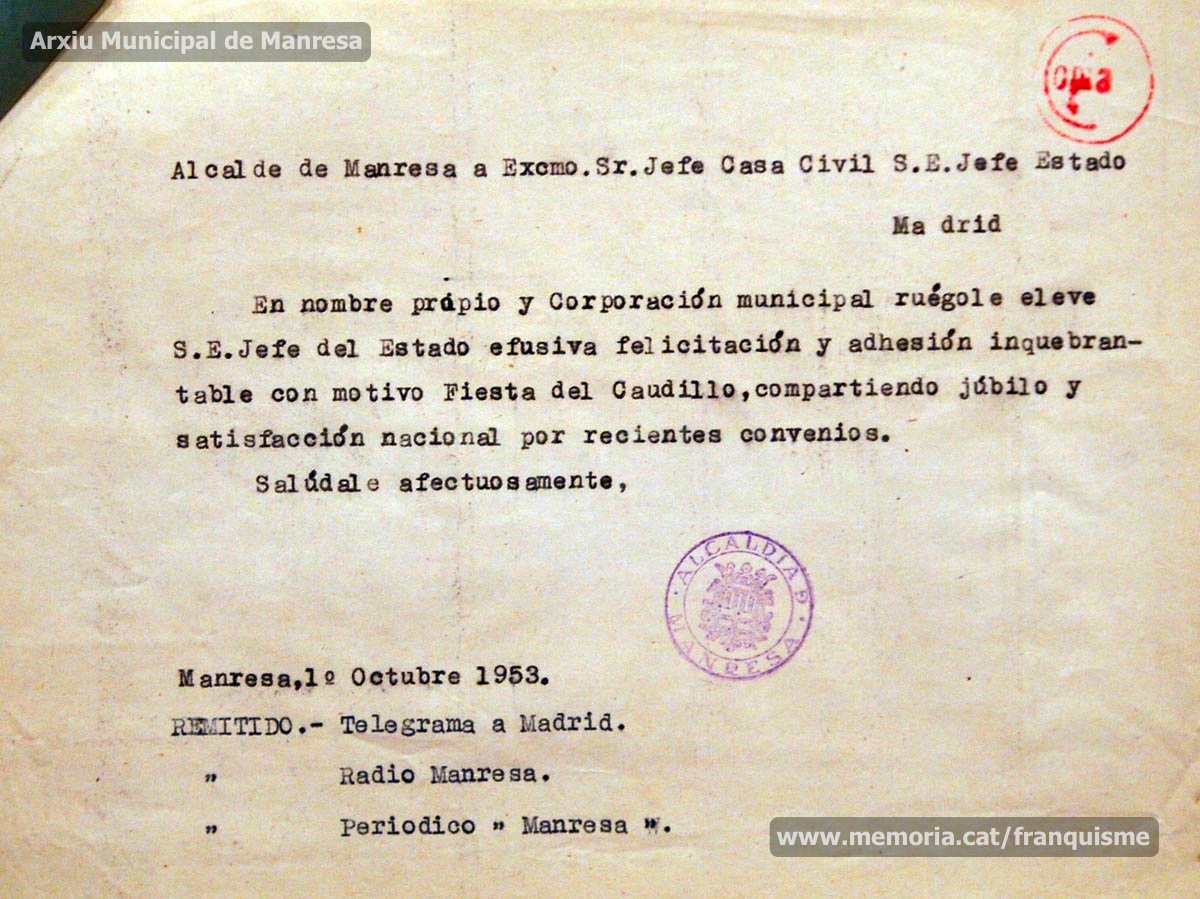 Arxiu Municipal de Manresa
Copia
Alcalde de Manresa a Excmo.Sr.Jefe Casa Civil S.E.Jefe Estado
Ma drid
En nombre própio y Corporación municipal ruégole eleve
S.E.Jefe del Estado efusiva felicitación y adhesión inquebran-
table con motivo Fiesta del Caudillo,compartiendo júbilo y
satisfacción nacional por recientes convenios.
Salúdale afectuosamente,
ALCALDIA D MANRESA
Manresa,1º Octubre 1953.
REMITIDO.- Telegrama a Madrid.
" Radio Manresa.
" Periodico " Manresa ".
www.memoria.cat/franquisme